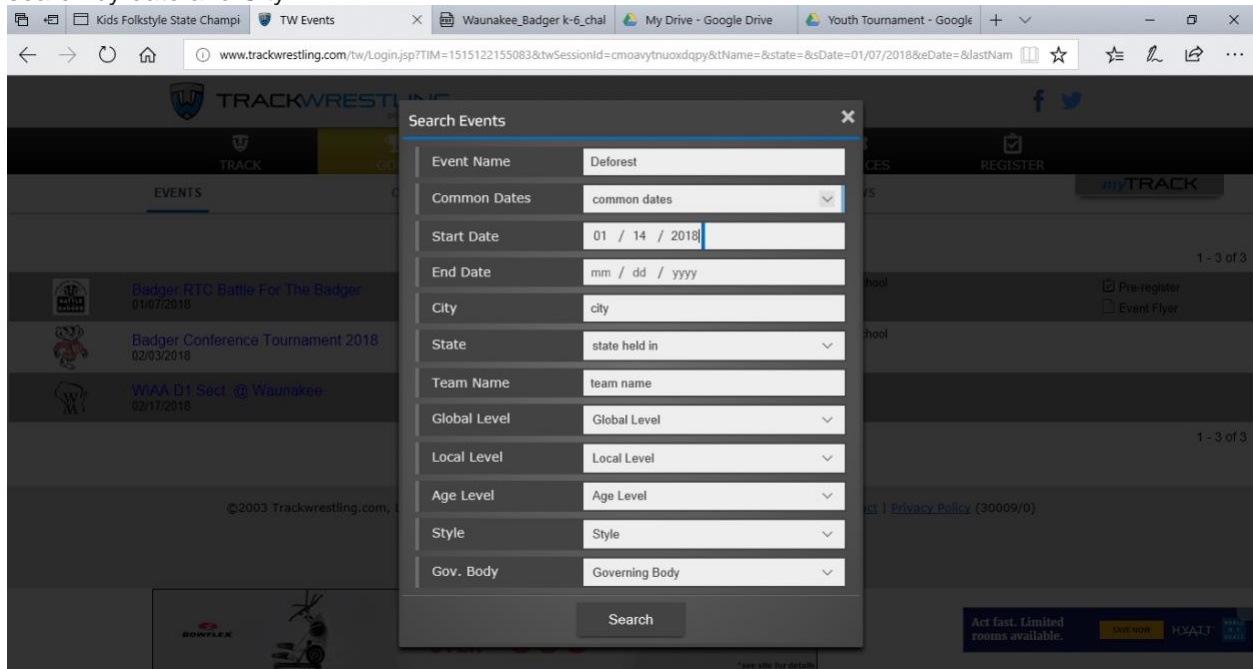 Kids Folkstyle State Champi
TW Events
Waunakee_Badger k-6_chal
My Drive - Google Drive
Youth Tournament - Google
www.trackwrestling.com/tw/Login.jsp?TIM=1515122155083&twSessionId=cmoavytnuoxdqpy&tName=&state=&sDate=01/07/2018&eDate=&lastNam
TRACKWRESTLING
TRACK
REGISTER
EVENTS
myTRACK
Search Events
Event Name Deforest
Common Dates common dates
Start Date 01 / 14 / 2018
End Date mm / dd / yyyy
City city
State state held in
Team Name team name
Global Level Global Level
Local Level Local Level
Age Level Age Level
Style Style
Gov. Body Governing Body
Search
1 - 3 of 3
Badger RTC Battle For The Badger
01/07/2018
Pre-register
Event Flyer
Badger Conference Tournament 2018
02/03/2018
WIAA D1 Sect. @ Waunakee
02/17/2018
1 - 3 of 3
©2003 Trackwrestling.com,
Privacy Policy (30009/0)
BOWFLEX
*see site for details
Act fast. Limited
rooms available.
SAVE NOW
HYATT